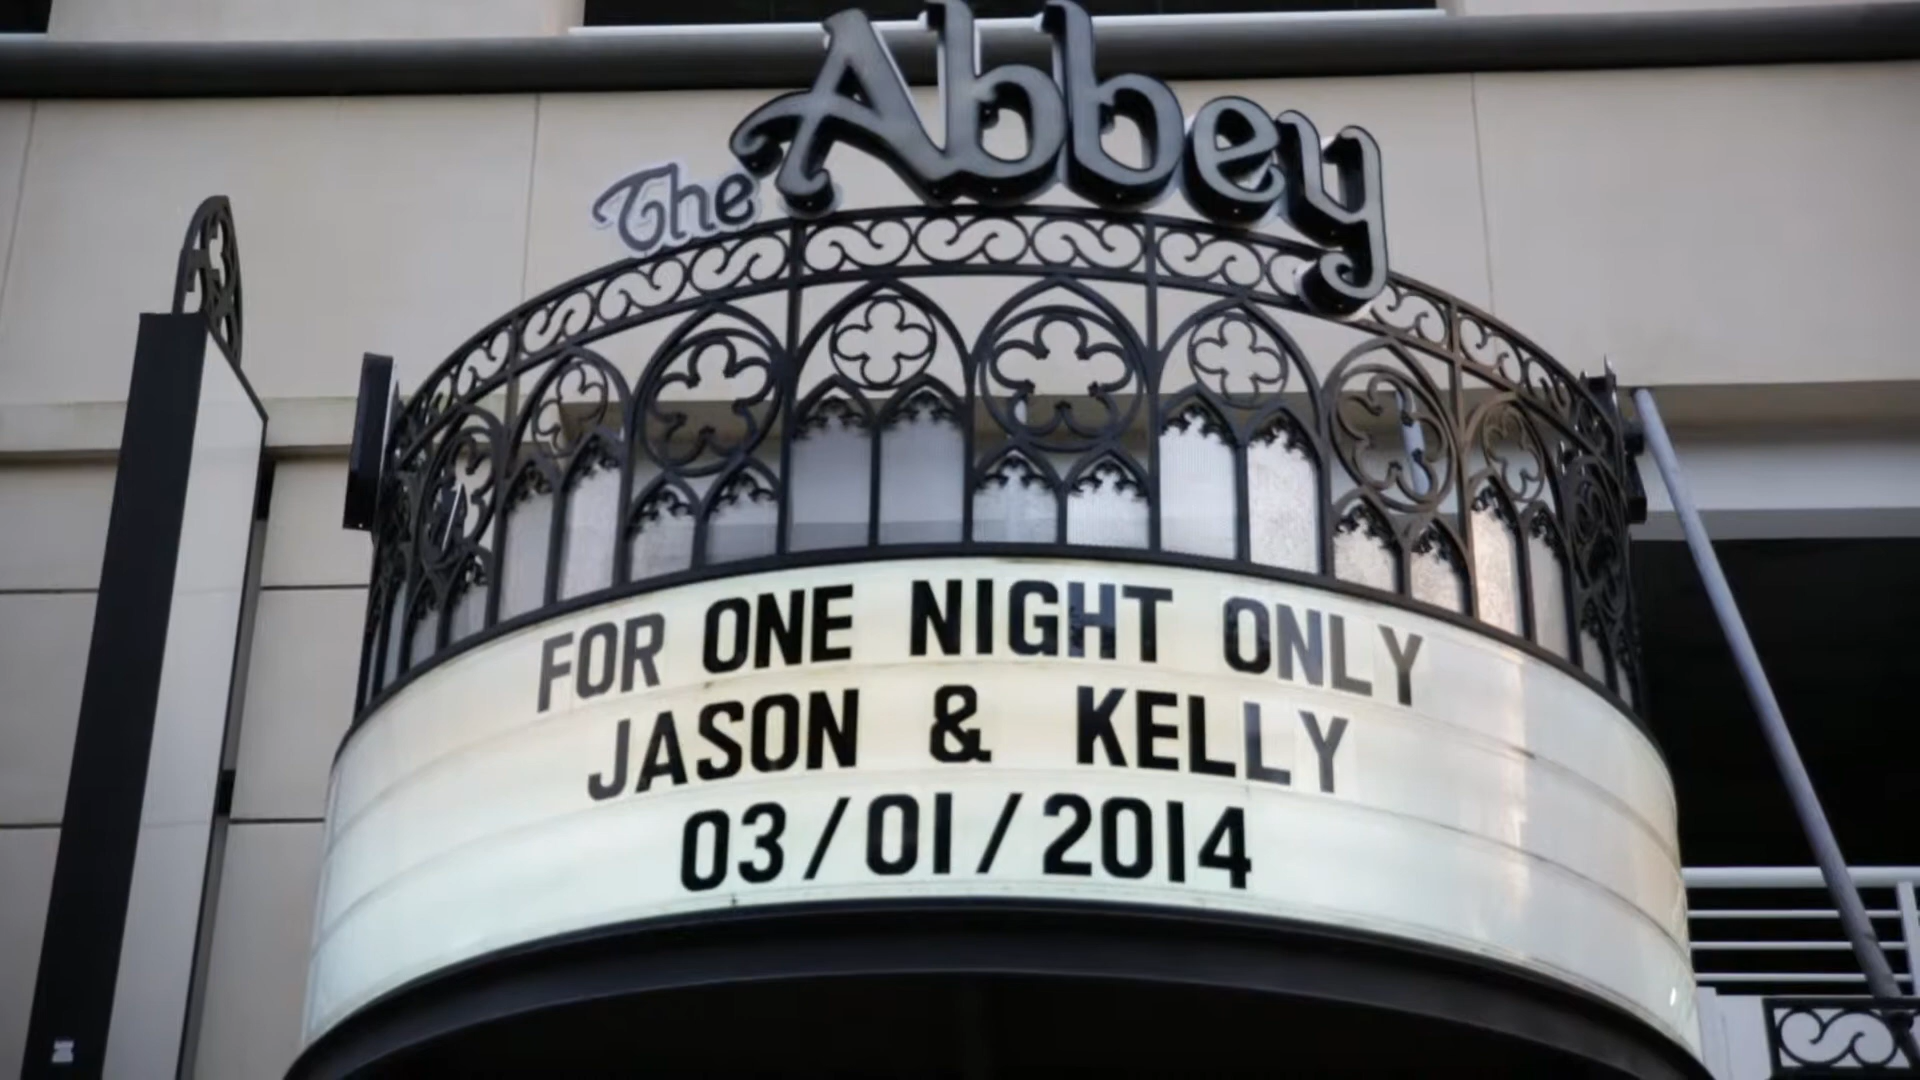 The Abbey
FOR ONE NIGHT ONLY
JASON & KELLY
03/01/2014